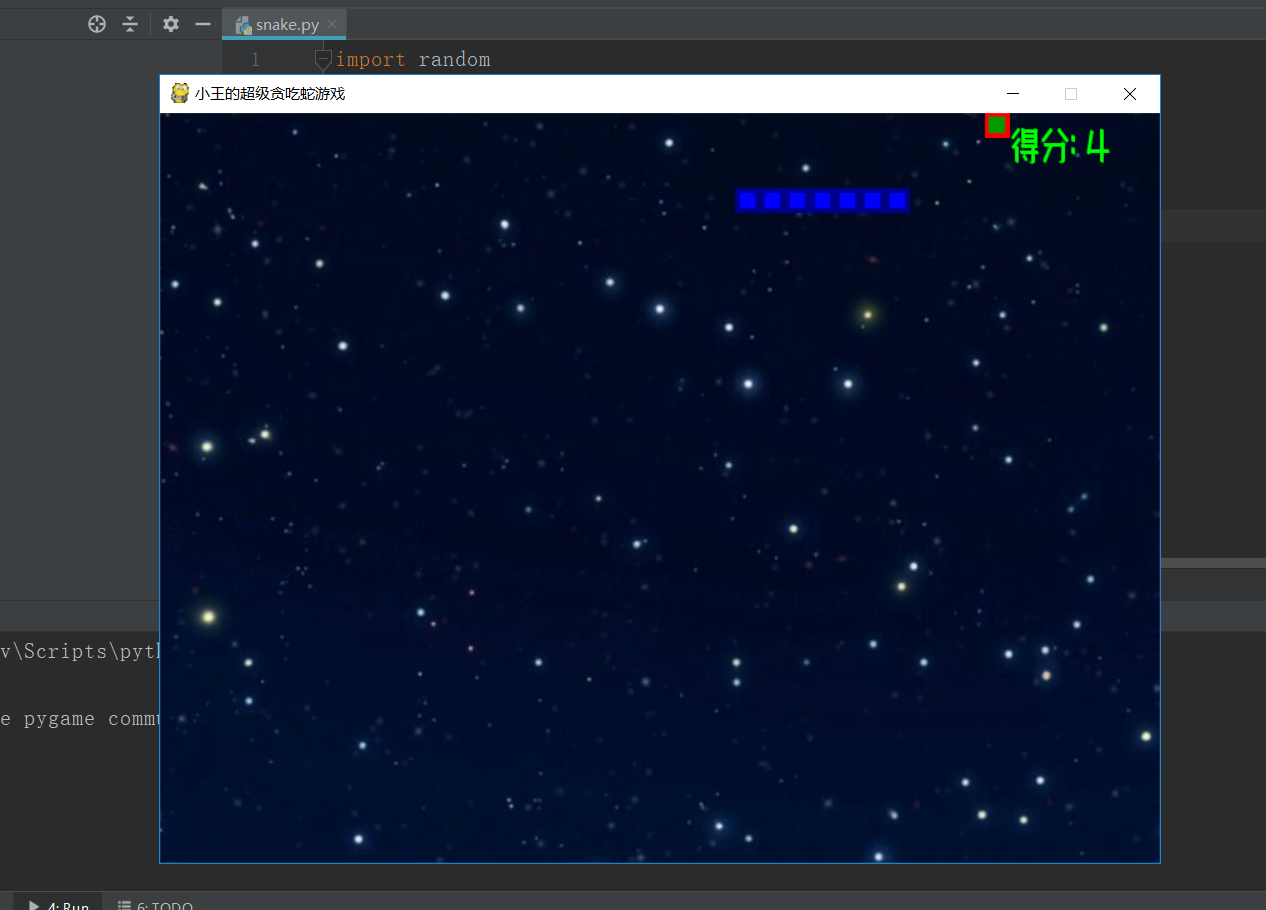 snake.py
1 import random
小王的超级贪吃蛇游戏
得分: 4
v\Scripts\pyth
e pygame commu
4: Run 6: TODO